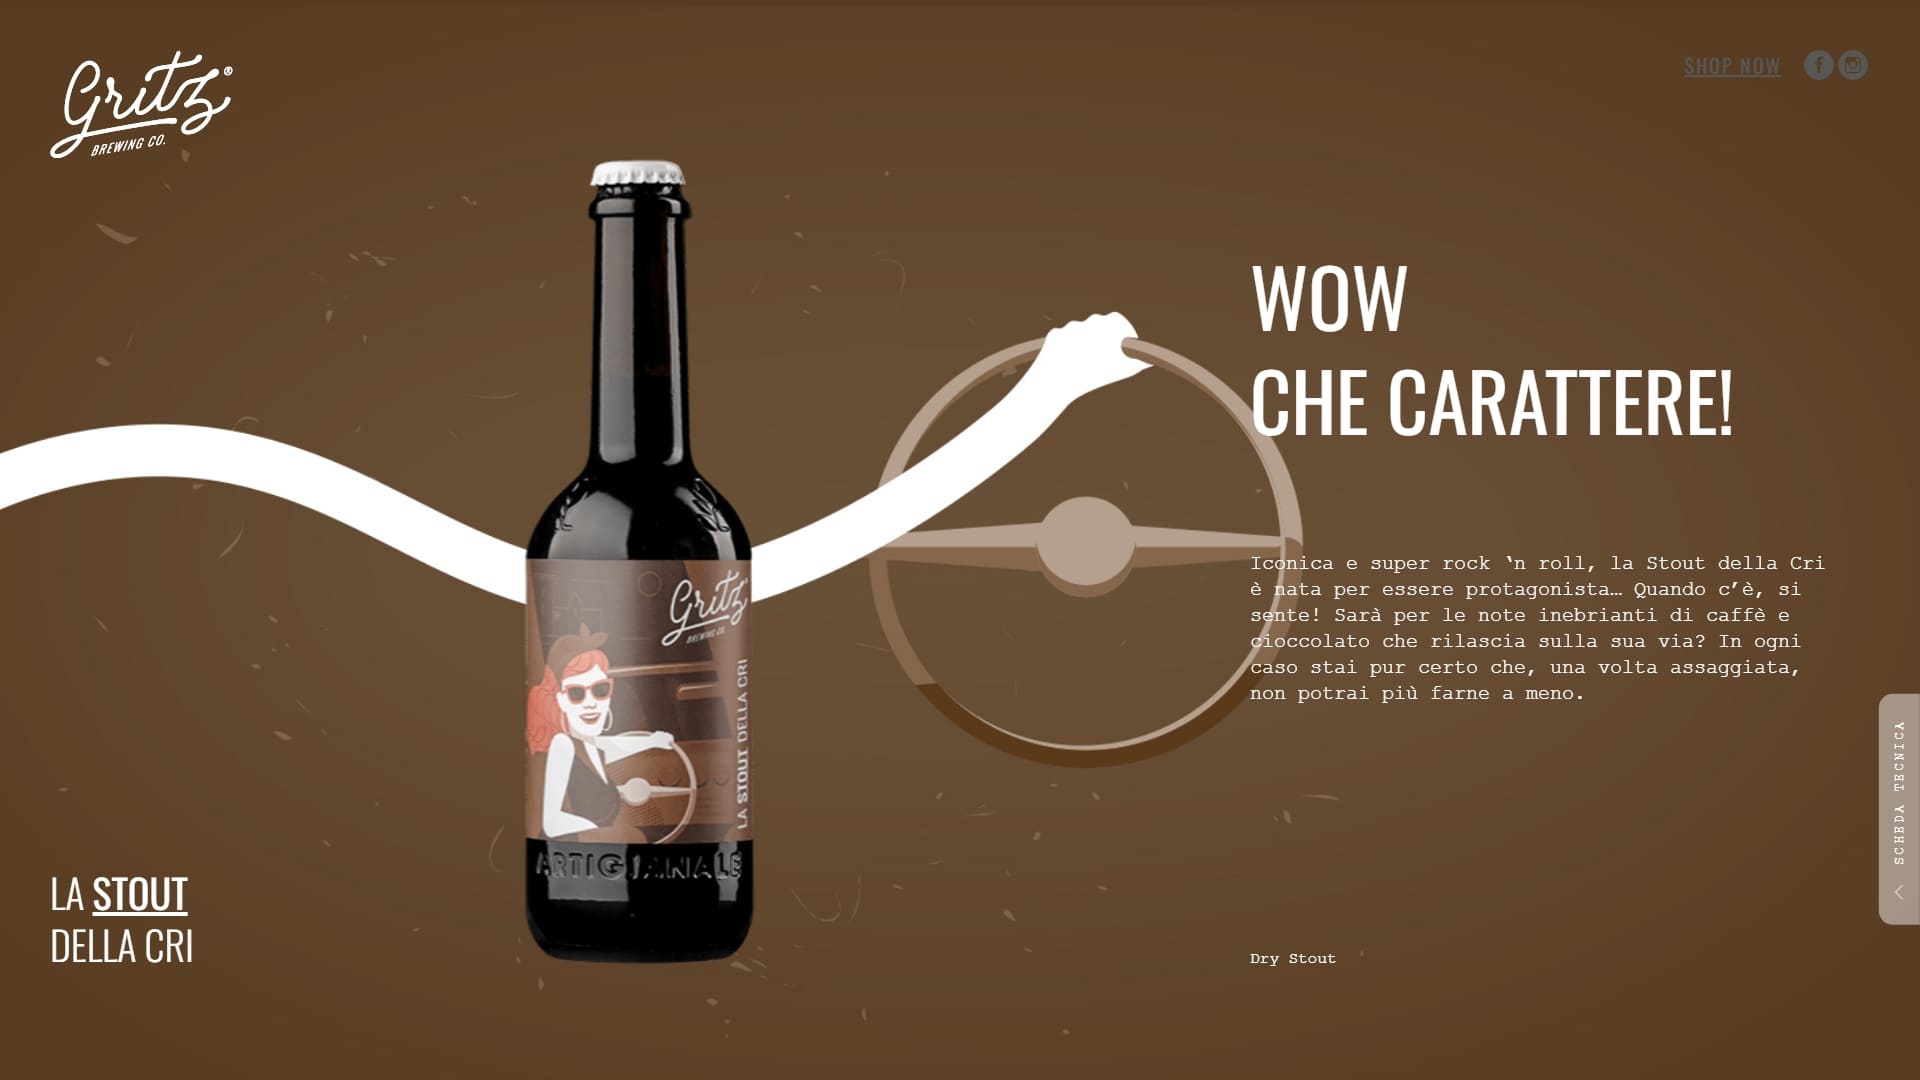 Gritz®
BREWING CO.
SHOP NOW
WOW
CHE CARATTERE!
Iconica e super rock ‘n roll, la Stout della Cri
è nata per essere protagonista… Quando c’è, si
sente! Sarà per le note inebrianti di caffè e
cioccolato che rilascia sulla sua via? In ogni
caso stai pur certo che, una volta assaggiata,
non potrai più farne a meno.
Gritz
BREWING CO.
LA STOUT DELLA CRI
ARTIGIANALE
SCHEDA TECNICA
LA STOUT
DELLA CRI
Dry Stout